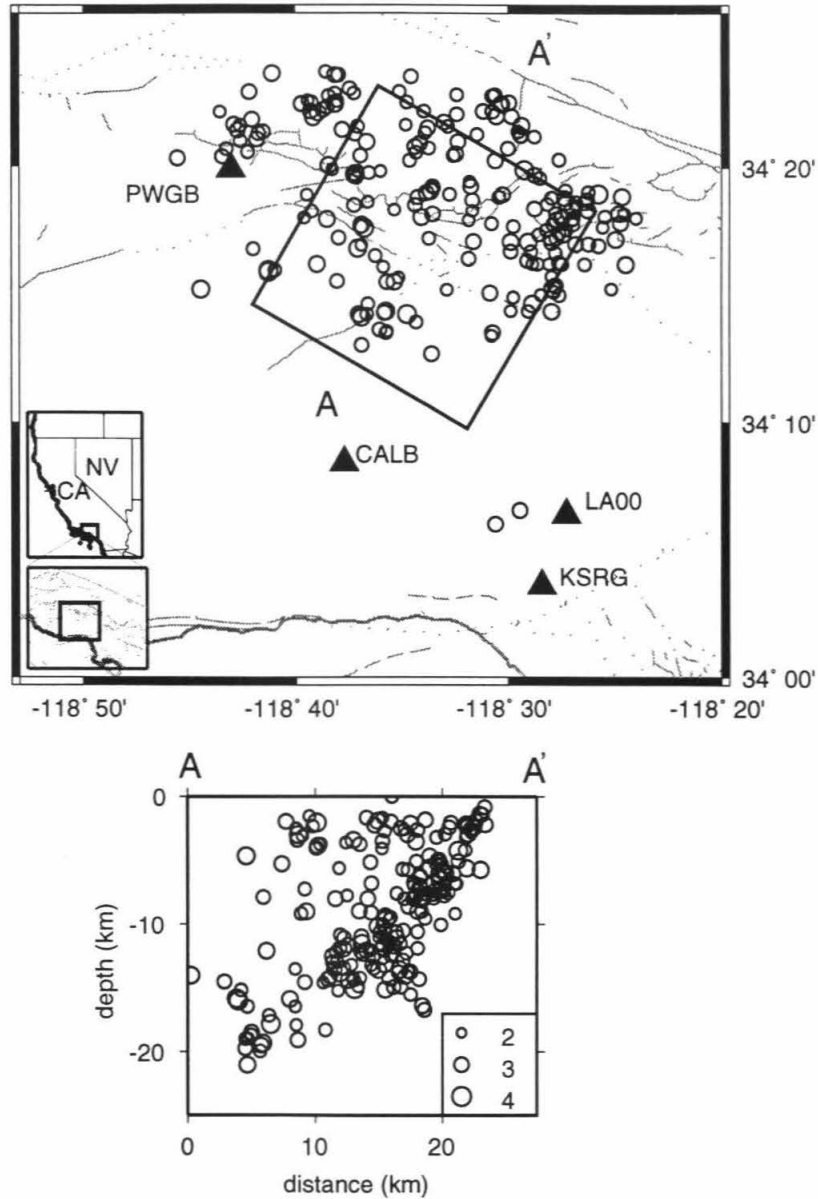 A'
34° 20'
PWGB
A
34° 10'
CALB
NV
CA
LA00
KSRG
34° 00'
-118° 50' -118° 40' -118° 30' -118° 20'
A A'
0
-10
-20
depth (km)
2
3
4
0 10 20
distance (km)